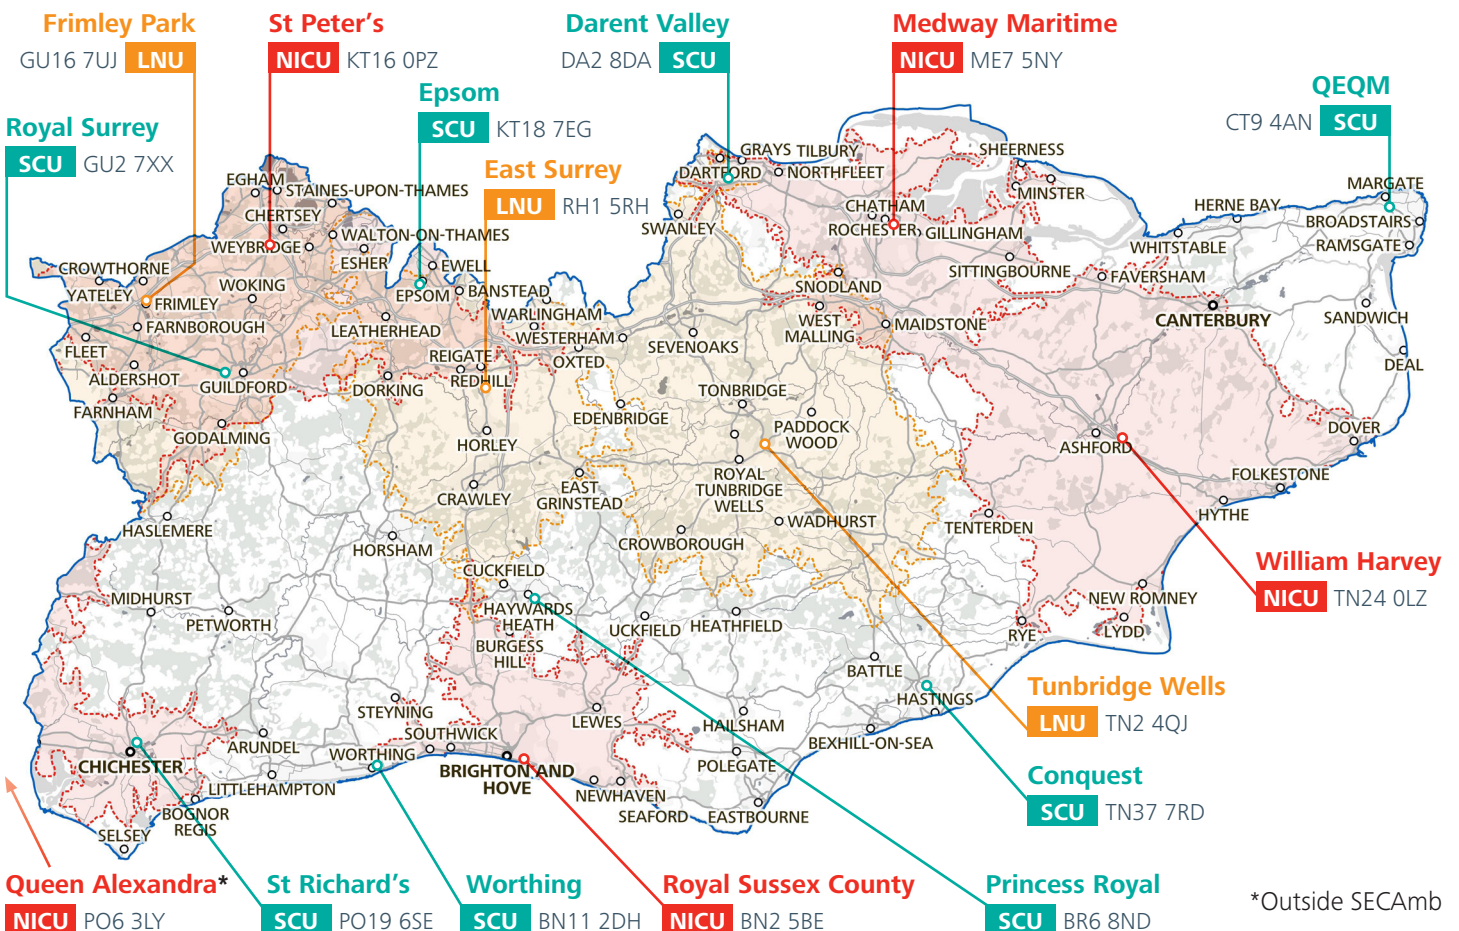 Frimley Park
GU16 7UJ LNU
St Peter's
NICU KT16 0PZ
Darent Valley
DA2 8DA SCU
Medway Maritime
NICU ME7 5NY
QEQM
CT9 4AN SCU
Epsom
SCU KT18 7EG
Royal Surrey
SCU GU2 7XX
East Surrey
LNU RH1 5RH
EGHAM
STAINES-UPON-THAMES
CHERTSEY
WEYBRIDGE
WALTON-ON-THAMES
ESHER
EWELL
EPSOM
BANSTEAD
CROWTHORNE
YATELEY
FRIMLEY
WOKING
FARNBOROUGH
LEATHERHEAD
WARLINGHAM
WESTERHAM
OXTED
FLEET
ALDERSHOT
GUILDFORD
DORKING
REIGATE
REDHILL
FARNHAM
GODALMING
HORLEY
CRAWLEY
EDENBRIDGE
EAST
GRINSTEAD
HASLEMERE
HORSHAM
GRAYS
TILBURY
DARTFORD
NORTHFLEET
SWANLEY
SHEERNESS
MINSTER
CHATHAM
ROCHESTER
GILLINGHAM
SITTINGBOURNE
SNODLAND
WEST
MALLING
MAIDSTONE
SEVENOAKS
TONBRIDGE
PADDOCK
WOOD
ROYAL
TUNBRIDGE
WELLS
WADHURST
CROWBOROUGH
HERNE BAY
WHITSTABLE
FAVERSHAM
CANTERBURY
MARGATE
BROADSTAIRS
RAMSGATE
SANDWICH
DEAL
DOVER
FOLKESTONE
HYTHE
ASHFORD
TENTERDEN
NEW ROMNEY
LYDD
RYE
CUCKFIELD
HAYWARDS
HEATH
BURGESS
HILL
UCKFIELD
HEATHFIELD
BATTLE
HASTINGS
BEXHILL-ON-SEA
MIDHURST
PETWORTH
STEYNING
SOUTHWICK
LEWES
HAILSHAM
POLEGATE
CHICHESTER
ARUNDEL
WORTHING
LITTLEHAMPTON
BRIGHTON AND
HOVE
NEWHAVEN
SEAFORD
EASTBOURNE
BOGNOR
REGIS
SELSEY
William Harvey
NICU TN24 0LZ
Tunbridge Wells
LNU TN2 4QJ
Conquest
SCU TN37 7RD
Queen Alexandra*
NICU PO6 3LY
St Richard's
SCU PO19 6SE
Worthing
SCU BN11 2DH
Royal Sussex County
NICU BN2 5BE
Princess Royal
SCU BR6 8ND
*Outside SECAmb